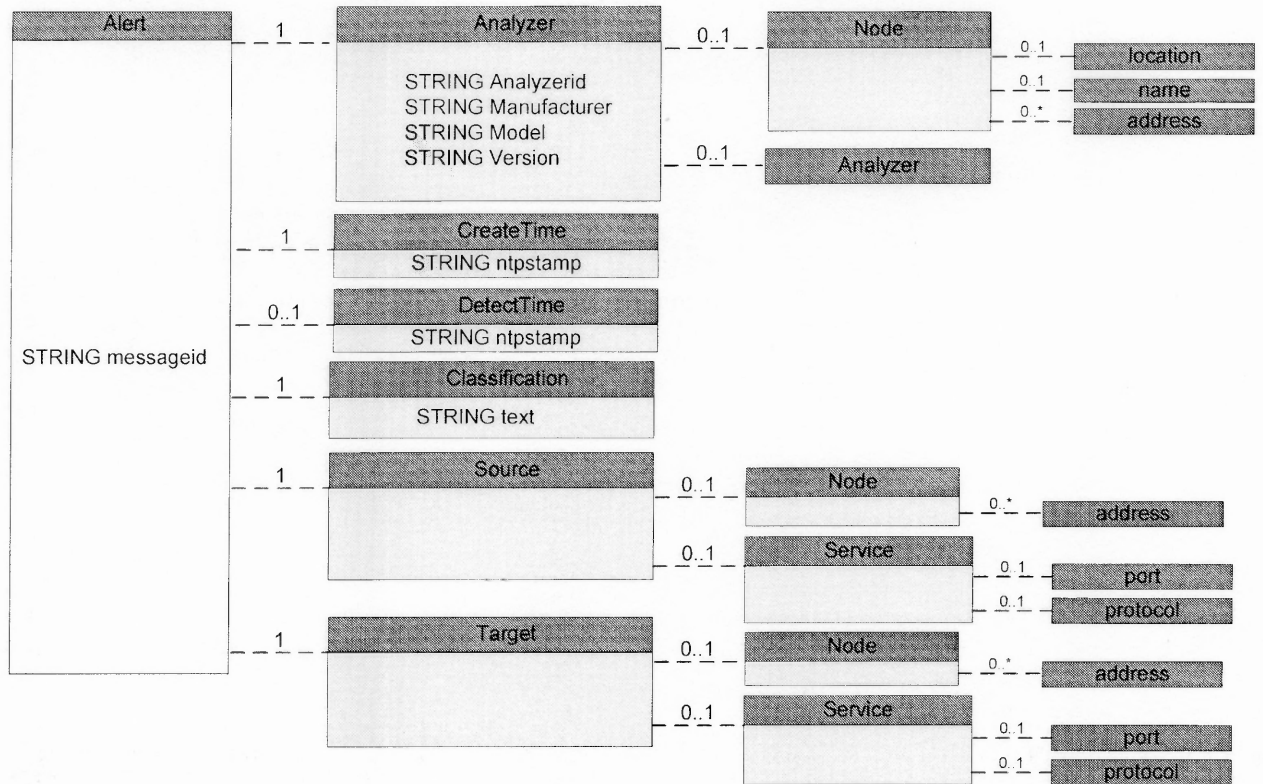 Alert
STRING messageid
1
Analyzer
STRING Analyzerid
STRING Manufacturer
STRING Model
STRING Version
0..1
Node
0..1
location
0..1
name
0..*
address
0..1
Analyzer
1
CreateTime
STRING ntpstamp
0..1
DetectTime
STRING ntpstamp
1
Classification
STRING text
1
Source
0..1
Node
0..*
address
0..1
Service
0..1
port
0..1
protocol
1
Target
0..1
Node
0..*
address
0..1
Service
0..1
port
0..1
protocol